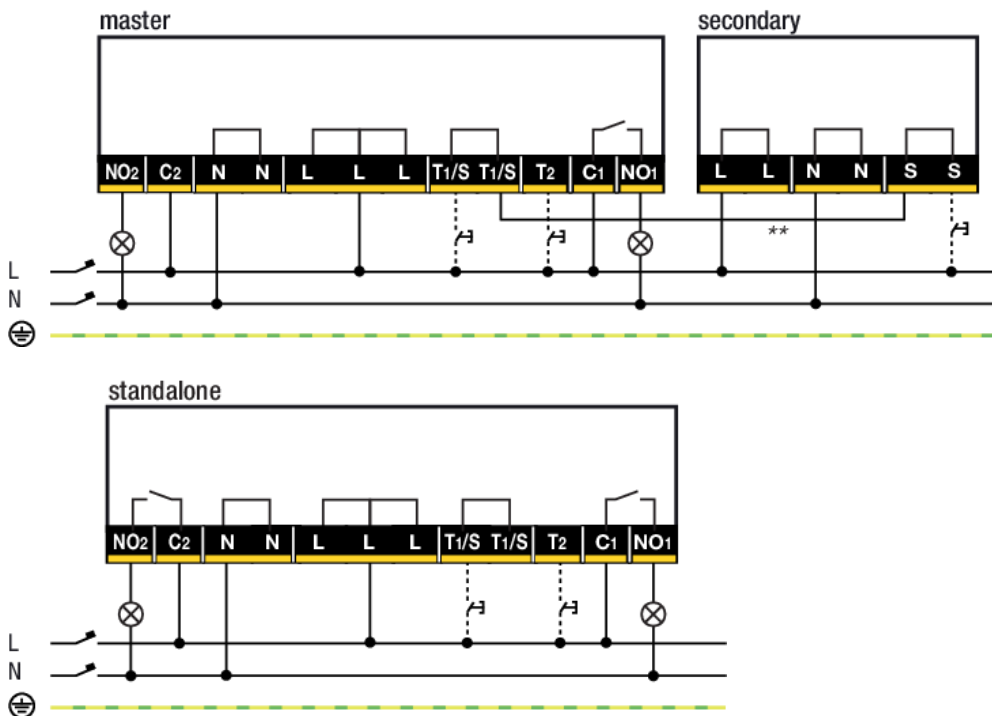 master
secondary
NO2 C2 N N L L L T1/S T1/S T2 C1 NO1
L L N N S S
**
L
N
standalone
NO2 C2 N N L L L T1/S T1/S T2 C1 NO1
L
N